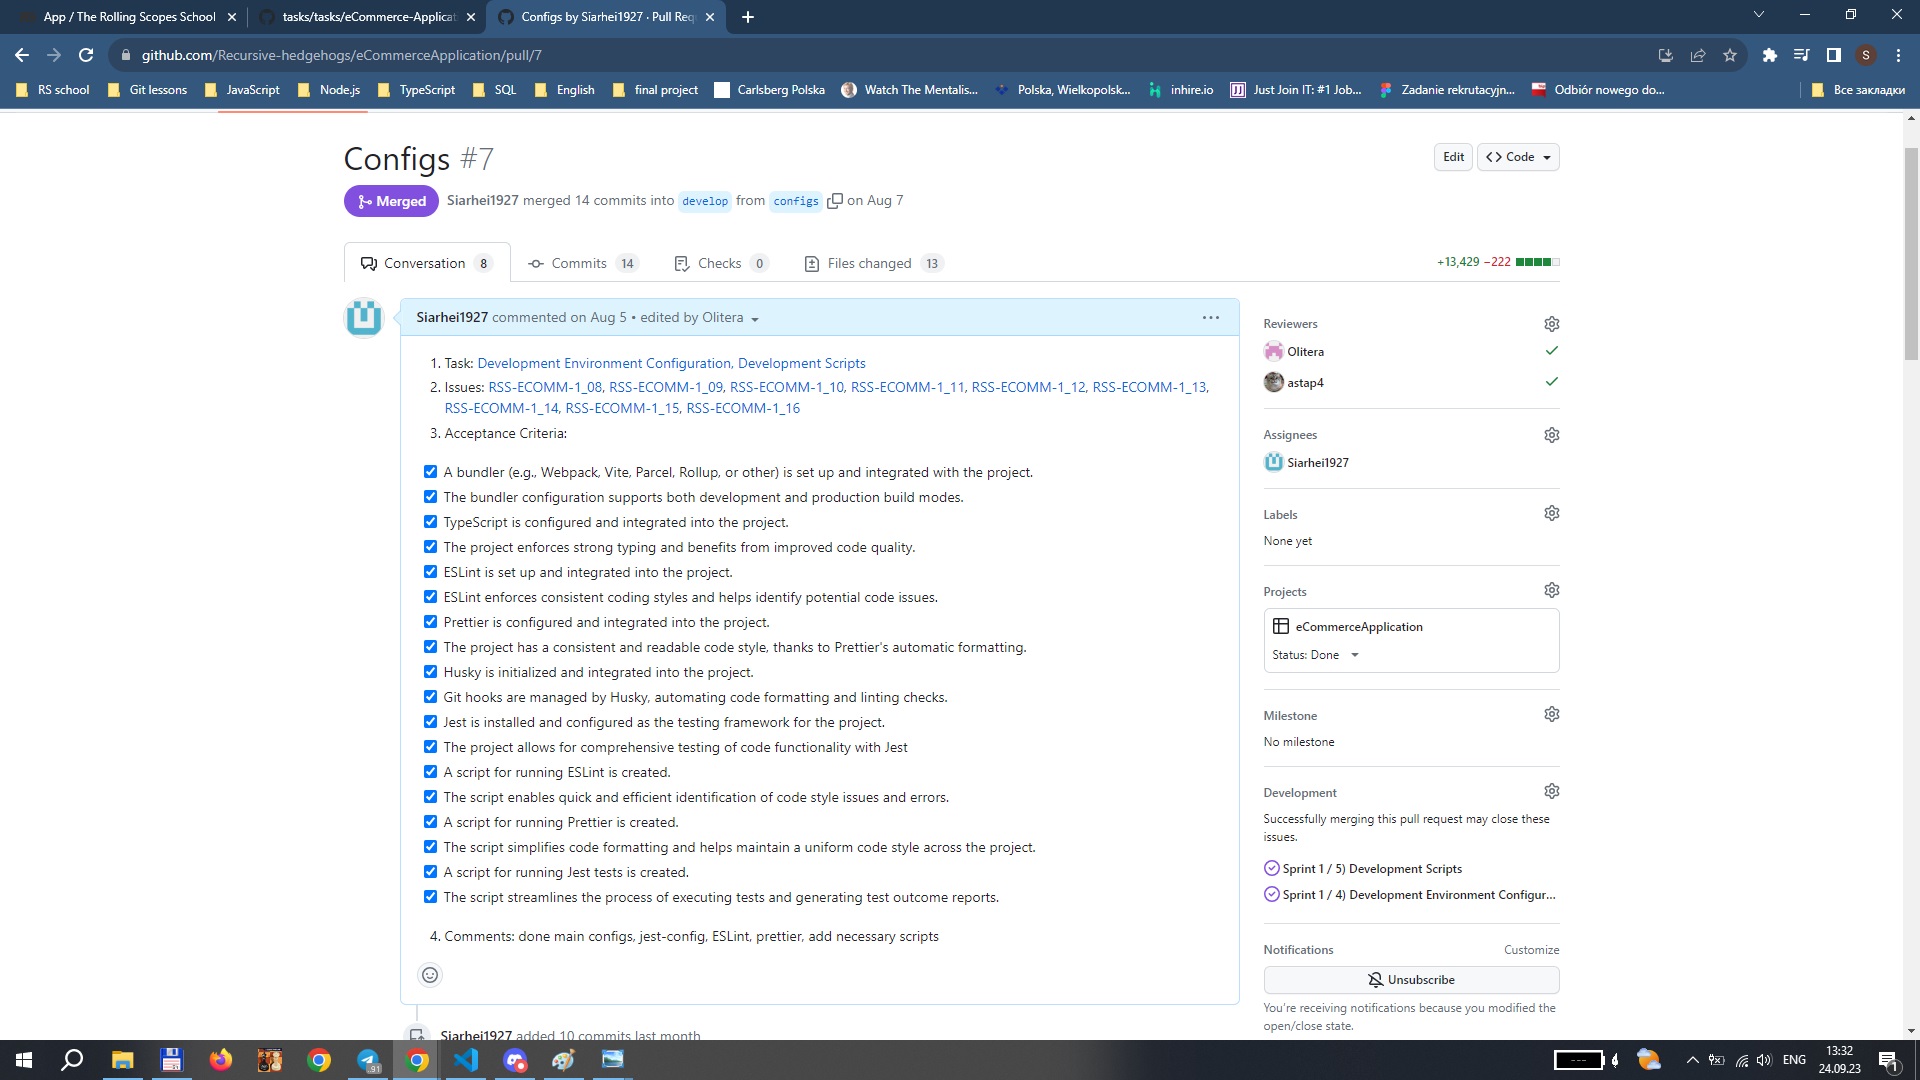 App / The Rolling Scopes School
tasks/tasks/eCommerce-Applicat
Configs by Siarhei1927 · Pull Req
github.com/Recursive-hedgehogs/eCommerceApplication/pull/7
S
RS school
Git lessons
JavaScript
Node.js
TypeScript
SQL
English
final project
Carlsberg Polska
Watch The Mentalis...
Polska, Wielkopolsk...
inhire.io
Just Join IT: #1 Job...
Zadanie rekrutacyjn...
Odbiór nowego do...
Все закладки
Configs #7
Edit
Code
Merged
Siarhei1927 merged 14 commits into develop from configs on Aug 7
Conversation 8
Commits 14
Checks 0
Files changed 13
+13,429 −222
Siarhei1927 commented on Aug 5 • edited by Olitera
1. Task: Development Environment Configuration, Development Scripts
2. Issues: RSS-ECOMM-1_08, RSS-ECOMM-1_09, RSS-ECOMM-1_10, RSS-ECOMM-1_11, RSS-ECOMM-1_12, RSS-ECOMM-1_13,
RSS-ECOMM-1_14, RSS-ECOMM-1_15, RSS-ECOMM-1_16
3. Acceptance Criteria:
A bundler (e.g., Webpack, Vite, Parcel, Rollup, or other) is set up and integrated with the project.
The bundler configuration supports both development and production build modes.
TypeScript is configured and integrated into the project.
The project enforces strong typing and benefits from improved code quality.
ESLint is set up and integrated into the project.
ESLint enforces consistent coding styles and helps identify potential code issues.
Prettier is configured and integrated into the project.
The project has a consistent and readable code style, thanks to Prettier's automatic formatting.
Husky is initialized and integrated into the project.
Git hooks are managed by Husky, automating code formatting and linting checks.
Jest is installed and configured as the testing framework for the project.
The project allows for comprehensive testing of code functionality with Jest
A script for running ESLint is created.
The script enables quick and efficient identification of code style issues and errors.
A script for running Prettier is created.
The script simplifies code formatting and helps maintain a uniform code style across the project.
A script for running Jest tests is created.
The script streamlines the process of executing tests and generating test outcome reports.
4. Comments: done main configs, jest-config, ESLint, prettier, add necessary scripts
Siarhei1927 added 10 commits last month
Reviewers
Olitera
astap4
Assignees
Siarhei1927
Labels
None yet
Projects
eCommerceApplication
Status: Done
Milestone
No milestone
Development
Successfully merging this pull request may close these
issues.
Sprint 1 / 5) Development Scripts
Sprint 1 / 4) Development Environment Configur...
Notifications
Customize
Unsubscribe
You're receiving notifications because you modified the
open/close state.
91
ENG
13:32
24.09.23
1